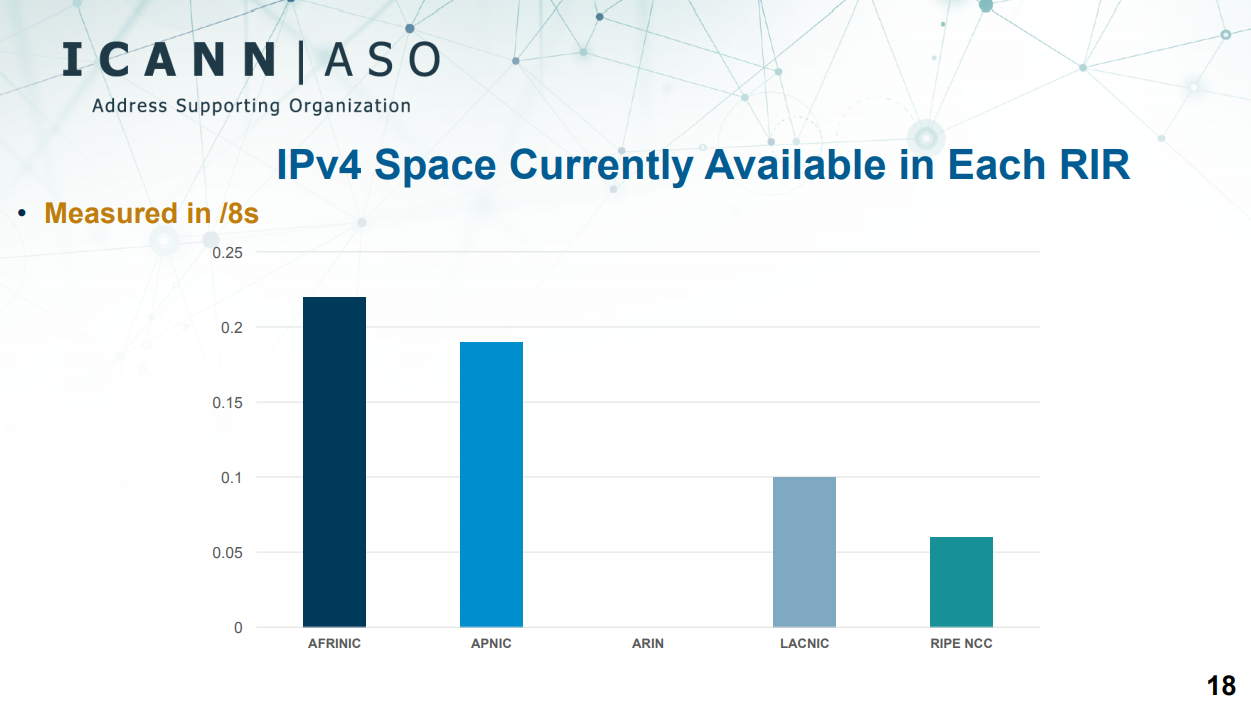 ICANN|ASO
Address Supporting Organization
IPv4 Space Currently Available in Each RIR
• Measured in /8s
0.25
0.2
0.15
0.1
0.05
0
AFRINIC APNIC ARIN LACNIC RIPE NCC
18